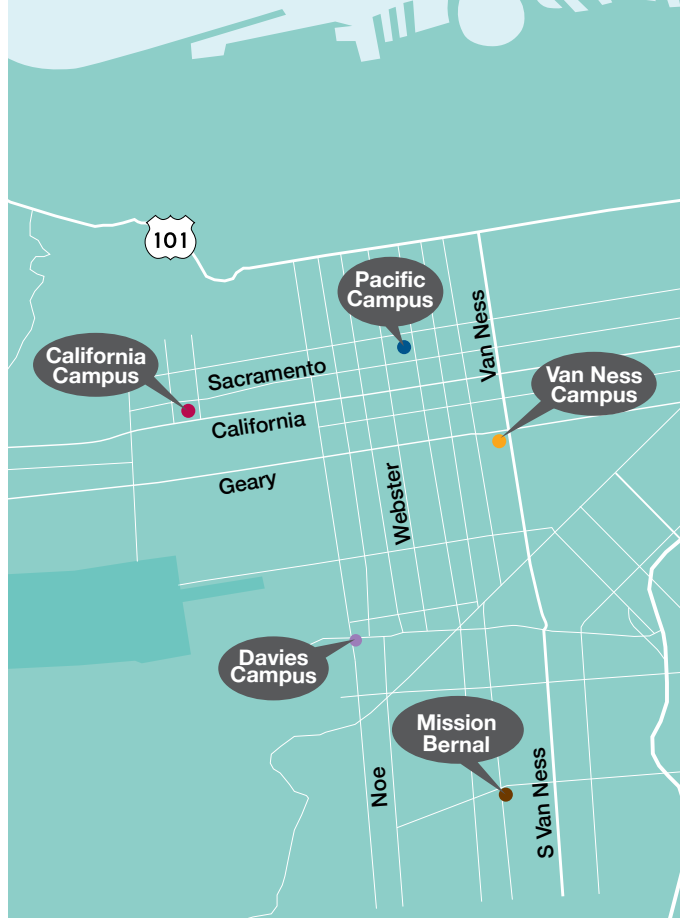 101
Pacific
Campus
Van Ness
California
Campus
Sacramento
Van Ness
Campus
California
Geary
Webster
Davies
Campus
Mission
Bernal
Noe
S Van Ness